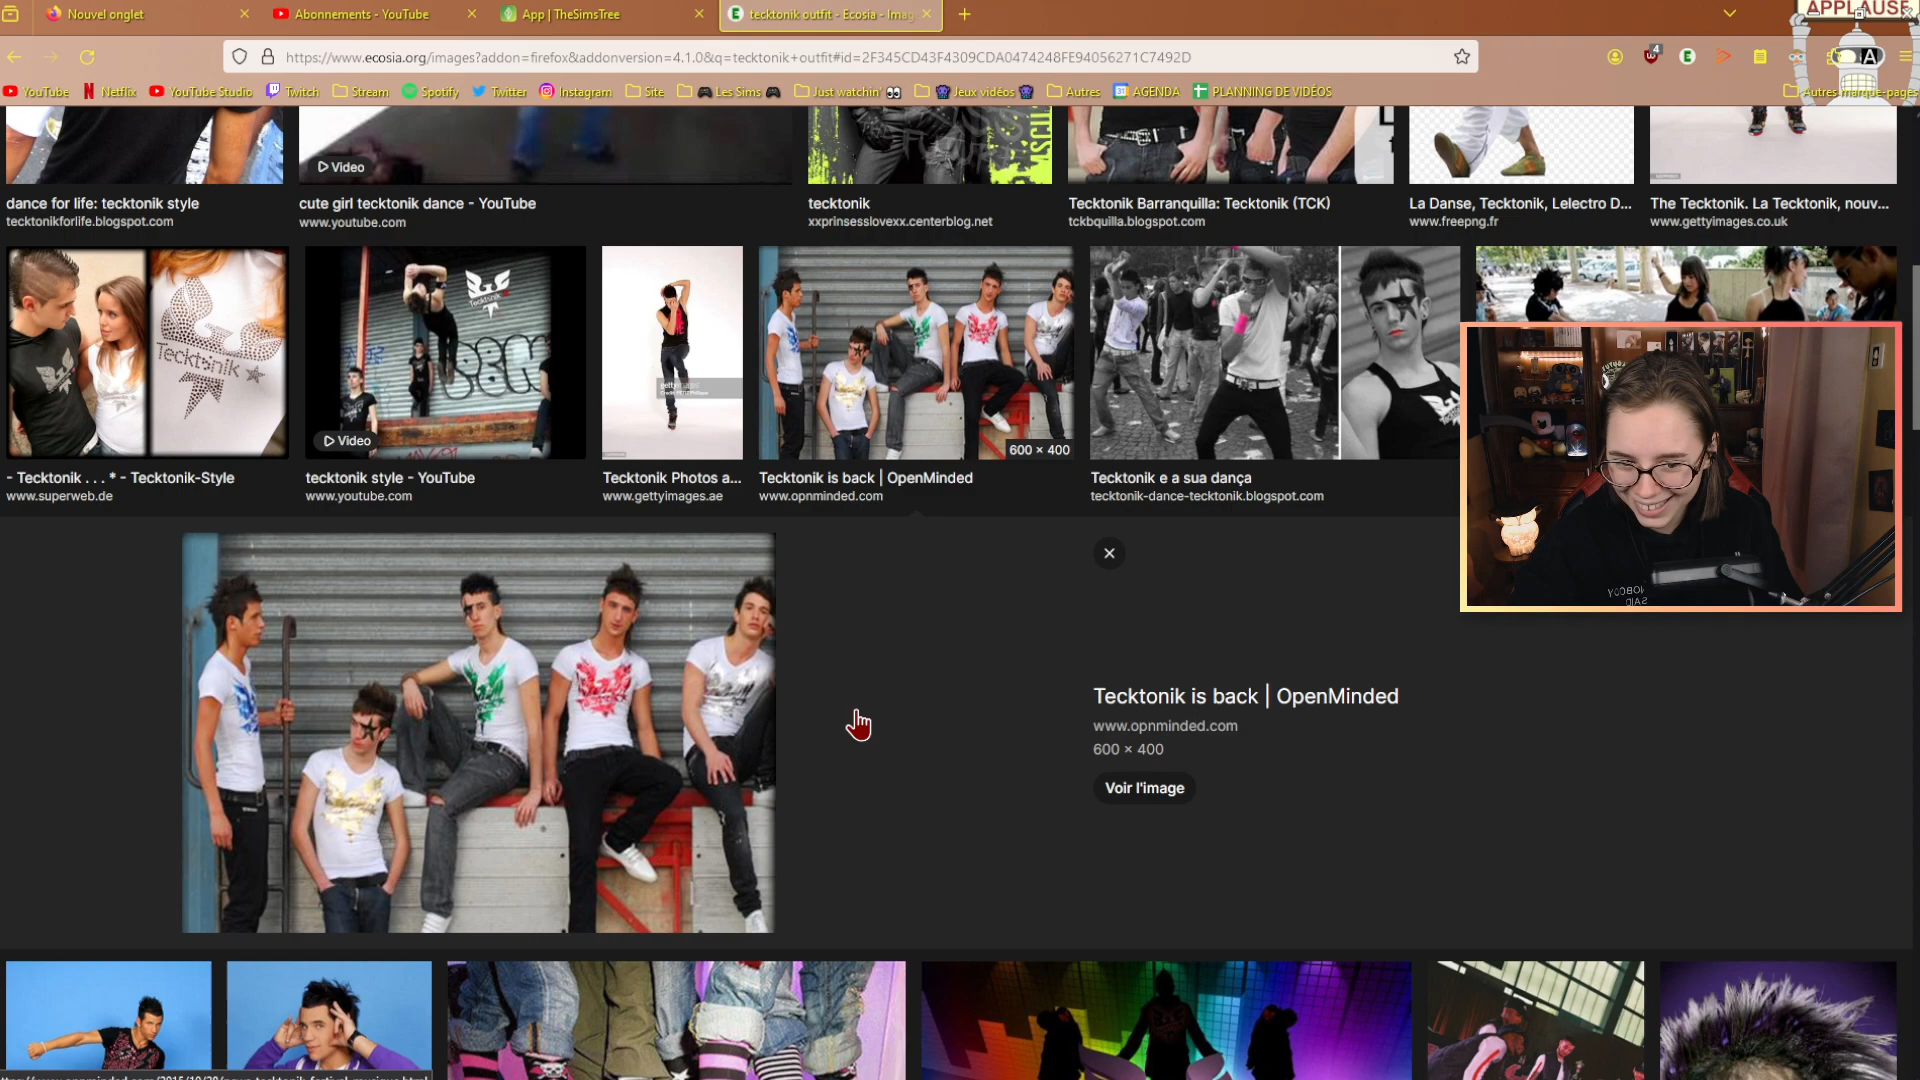 APPLAUSE
Nouvel onglet
Abonnements - YouTube
App | TheSimsTree
tecktonik outfit - Ecosia - Imag
https://www.ecosia.org/images?addon=firefox&addonversion=4.1.0&q=tecktonik+outfit#id=2F345CD43F4309CDA0474248FE94056271C7492D
4
A
YouTube
Netflix
YouTube Studio
Twitch
Stream
Spotify
Twitter
Instagram
Site
Les Sims
Just watchin'
Jeux vidéos
Autres
AGENDA
PLANNING DE VIDÉOS
Autres marque-pages
Video
dance for life: tecktonik style
tecktonikforlife.blogspot.com
cute girl tecktonik dance - YouTube
www.youtube.com
tecktonik
xxprinsesslovexx.centerblog.net
Tecktonik Barranquilla: Tecktonik (TCK)
tckbquilla.blogspot.com
La Danse, Tecktonik, Lelectro D...
www.freepng.fr
The Tecktonik. La Tecktonik, nouv...
www.gettyimages.co.uk
Tecktonik
Tecktonik
Video
600 × 400
- Tecktonik . . . * - Tecktonik-Style
www.superweb.de
tecktonik style - YouTube
www.youtube.com
Tecktonik Photos a...
www.gettyimages.ae
Tecktonik is back | OpenMinded
www.opnminded.com
Tecktonik e a sua dança
tecktonik-dance-tecktonik.blogspot.com
NOBODY
SAID
Tecktonik is back | OpenMinded
www.opnminded.com
600 × 400
Voir l'image